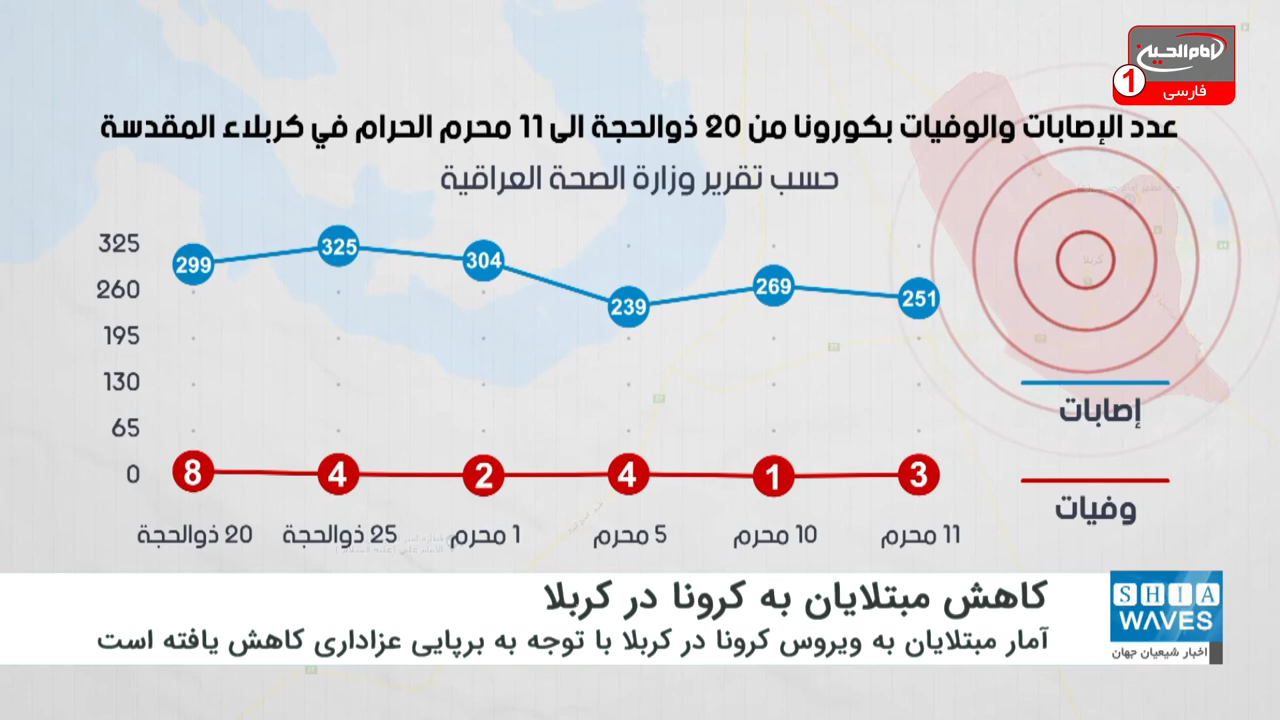 امام الحسین
1
فارسی
عدد الإصابات والوفيات بكورونا من 20 ذوالحجة الى 11 محرم الحرام في كربلاء المقدسة
حسب تقرير وزارة الصحة العراقية
325
260
195
130
65
0
299 325 304 239 269 251
8 4 2 4 1 3
20 ذوالحجة 25 ذوالحجة 1 محرم 5 محرم 10 محرم 11 محرم
كربلا
إصابات
وفيات
کاهش مبتلایان به کرونا در کربلا
آمار مبتلایان به ویروس کرونا در کربلا با توجه به برپایی عزاداری کاهش یافته است
SHIA
WAVES
اخبار شیعیان جهان